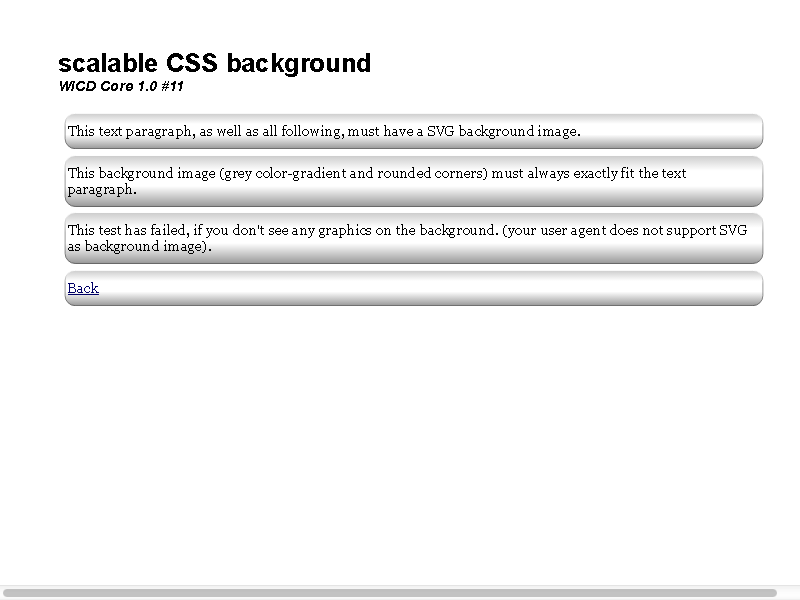 scalable CSS background
WICD Core 1.0 #11
This text paragraph, as well as all following, must have a SVG background image.
This background image (grey color-gradient and rounded corners) must always exactly fit the text
paragraph.
This test has failed, if you don't see any graphics on the background. (your user agent does not support SVG
as background image).
Back